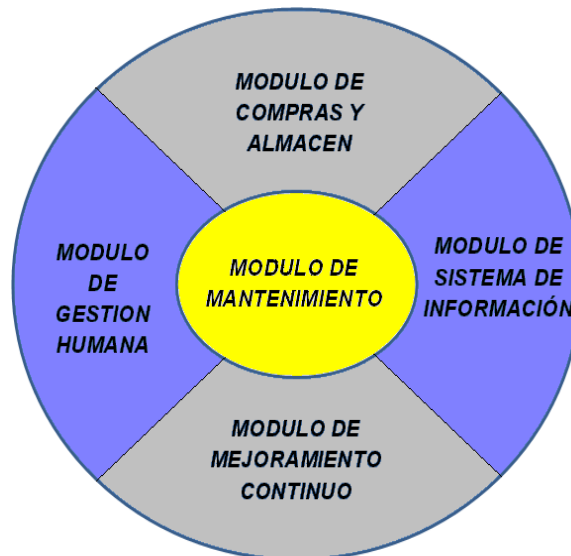 MODULO DE
COMPRAS Y
ALMACEN
MODULO
DE
GESTION
HUMANA
MODULO DE
MANTENIMIENTO
MODULO DE
SISTEMA DE
INFORMACIÓN
MODULO DE
MEJORAMIENTO
CONTINUO